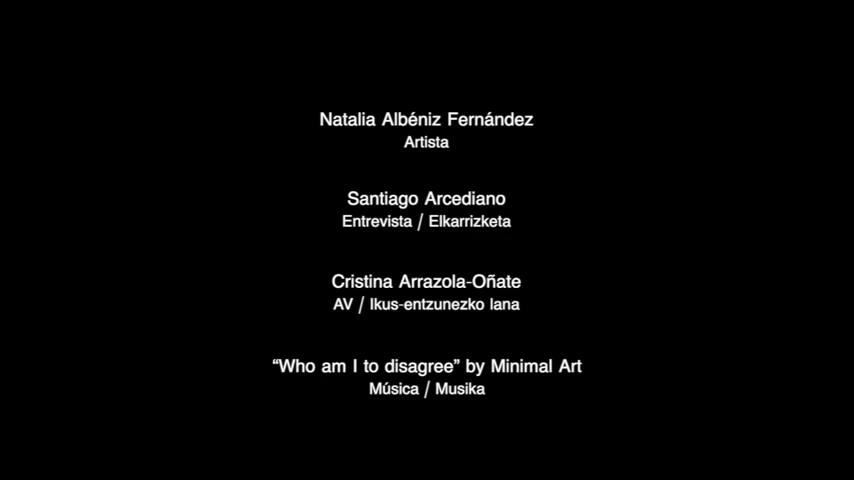 Natalia Albéniz Fernández
Artista
Santiago Arcediano
Entrevista / Elkarrizketa
Cristina Arrazola-Oñate
AV / Ikus-entzunezko lana
“Who am I to disagree” by Minimal Art
Música / Musika